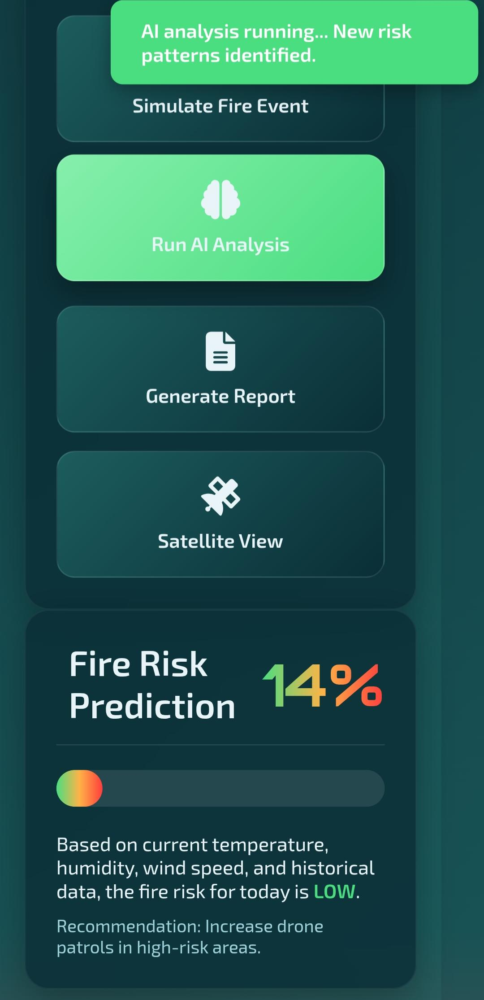 AI analysis running... New risk
patterns identified.
Simulate Fire Event
Run AI Analysis
Generate Report
Satellite View
Fire Risk
Prediction
14%
Based on current temperature,
humidity, wind speed, and historical
data, the fire risk for today is LOW.
Recommendation: Increase drone
patrols in high-risk areas.